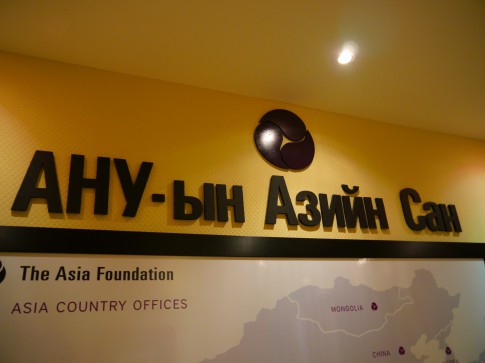 АНУ-ын Азийн Сан
The Asia Foundation
ASIA COUNTRY OFFICES
MONGOLIA
CHINA